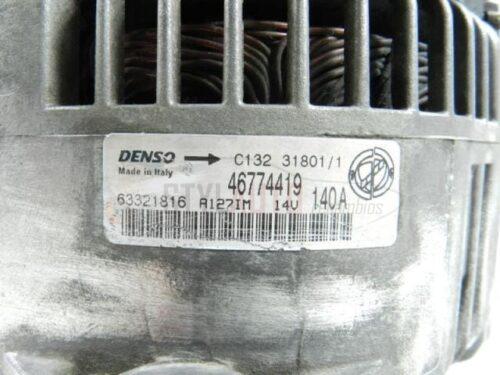 DENSO C132 31801/1
Made in Italy
46774419
63321816 A127IM 14V 140A